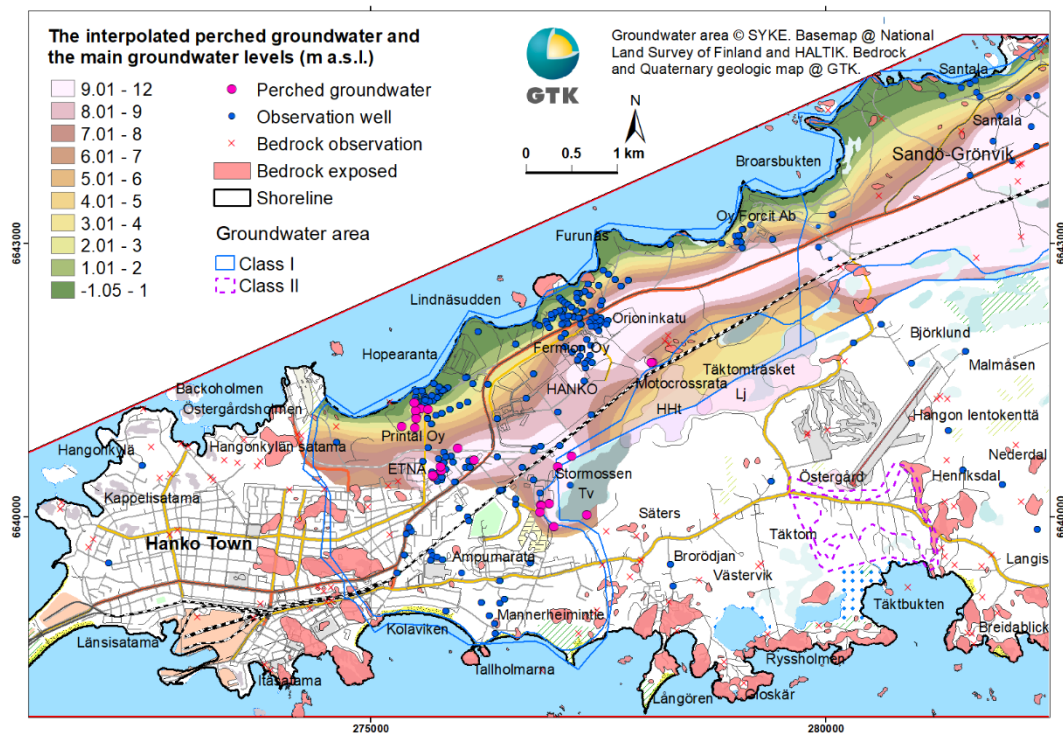 The interpolated perched groundwater and
the main groundwater levels (m a.s.l.)
9.01 - 12
8.01 - 9
7.01 - 8
6.01 - 7
5.01 - 6
4.01 - 5
3.01 - 4
2.01 - 3
1.01 - 2
-1.05 - 1
Perched groundwater
Observation well
Bedrock observation
Bedrock exposed
Shoreline
Groundwater area
Class I
Class II
GTK
N
0 0.5 1 km
Groundwater area © SYKE. Basemap @ National
Land Survey of Finland and HALTIK. Bedrock
and Quaternary geologic map @ GTK.
Santala
Santala
Sandö-Grönvik
Broarsbukten
Oy Forcit Ab
Furunäs
6643000
6643000
Lindnäsudden
Orioninkatu
Björklund
Hopearanta
Fermion Oy
Täktomträsket
Malmåsen
Backoholmen
HANKO
Motocrossrata
Lj
Östergårdsholmen
HHt
Hangon lentokenttä
Hangonkylä
Hangonkylän satama
Printal Oy
Nederdal
ETNA
Stormossen
Östergård
Henriksdal
Kappelisatama
Tv
6640000
6640000
Säters
Täktom
Hanko Town
Ampumarata
Brorödjan
Langis
Västervik
Täktbukten
Länsisatama
Kolaviken
Mannerheimintie
Breidablick
Itäsatama
Tallholmarna
Ryssholmen
Långören
Gloskär
275000
280000